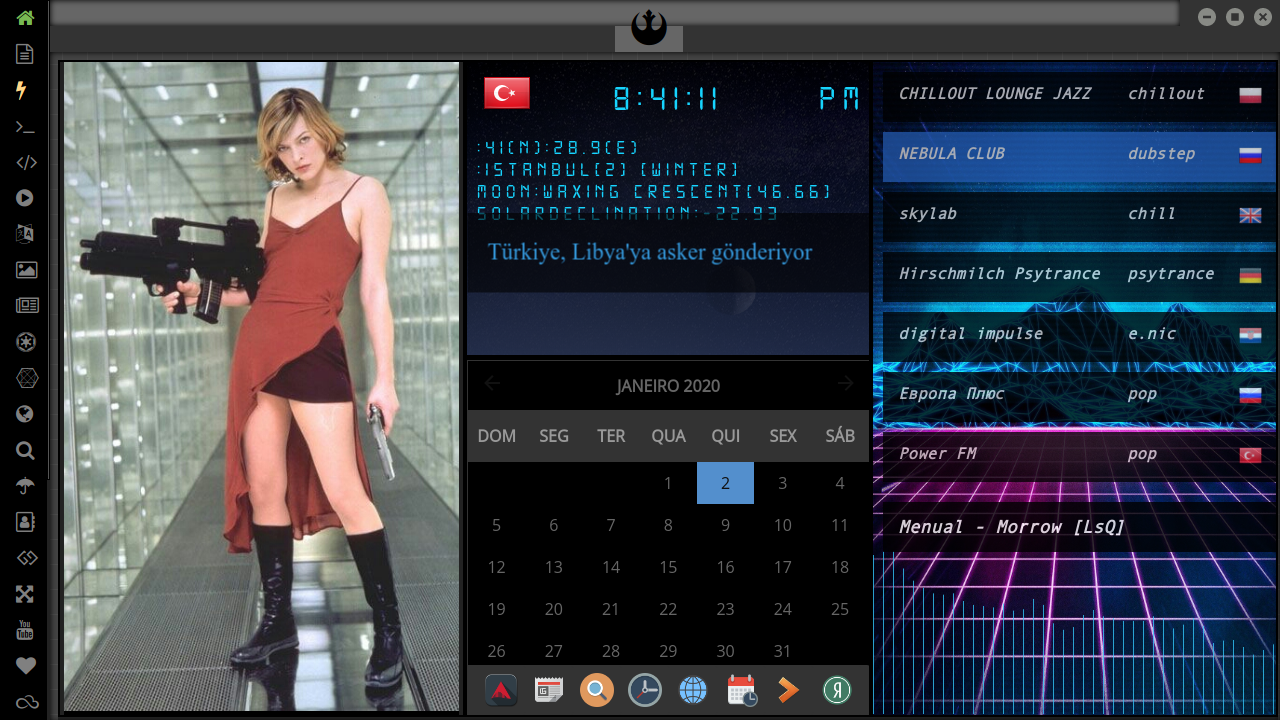 8:41:11 PM
:41(N):28.9(E)
:ISTANBUL(2) (WINTER)
MOON:WAXING CRESCENT(46.66)
SOLARDECLINATION:-22.93
Türkiye, Libya'ya asker gönderiyor
JANEIRO 2020
DOM SEG TER QUA QUI SEX SÁB
1 2 3 4
5 6 7 8 9 10 11
12 13 14 15 16 17 18
19 20 21 22 23 24 25
26 27 28 29 30 31
CHILLOUT LOUNGE JAZZ chillout
NEBULA CLUB dubstep
skylab chill
Hirschmilch Psytrance psytrance
digital impulse e.nic
Европа Плюс pop
Power FM pop
Menual - Morrow [LsQ]
You
Tube
Я